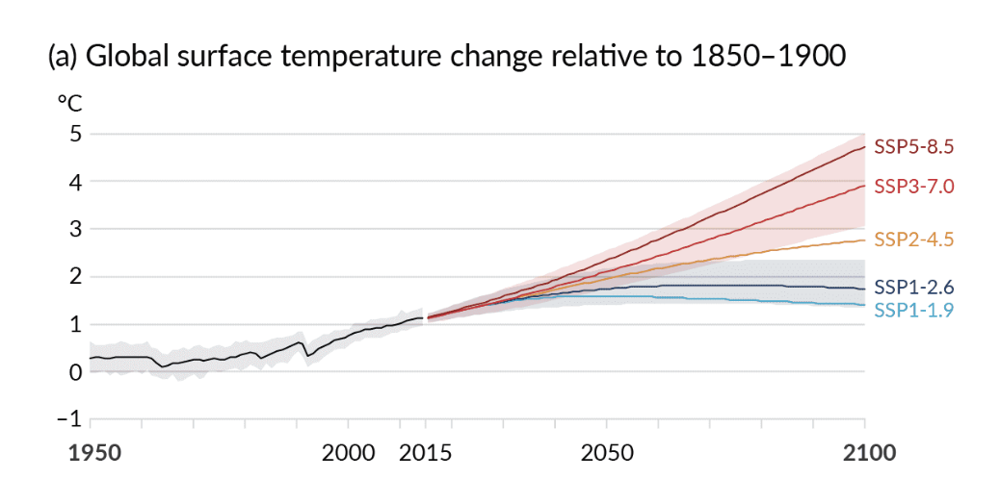 (a) Global surface temperature change relative to 1850–1900
°C
5
4
3
2
1
0
−1
SSP5-8.5
SSP3-7.0
SSP2-4.5
SSP1-2.6
SSP1-1.9
1950 2000 2015 2050 2100